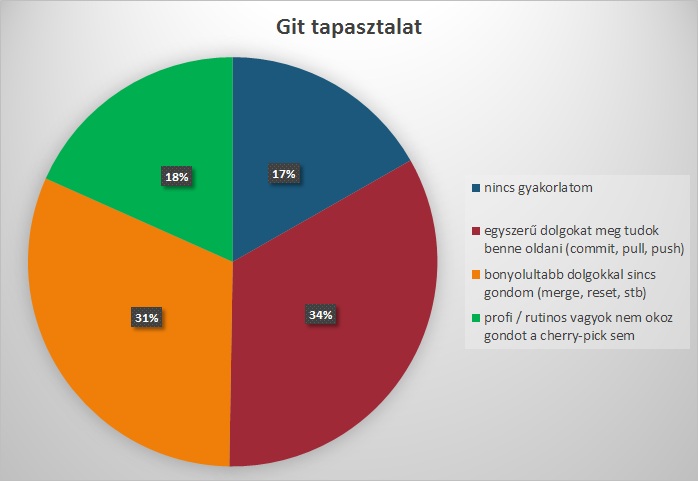 Git tapasztalat
18%
17%
31%
34%
nincs gyakorlatom
egyszerű dolgokat meg tudok
benne oldani (commit, pull, push)
bonyolultabb dolgokkal sincs
gondom (merge, reset, stb)
profi / rutinos vagyok nem okoz
gondot a cherry-pick sem